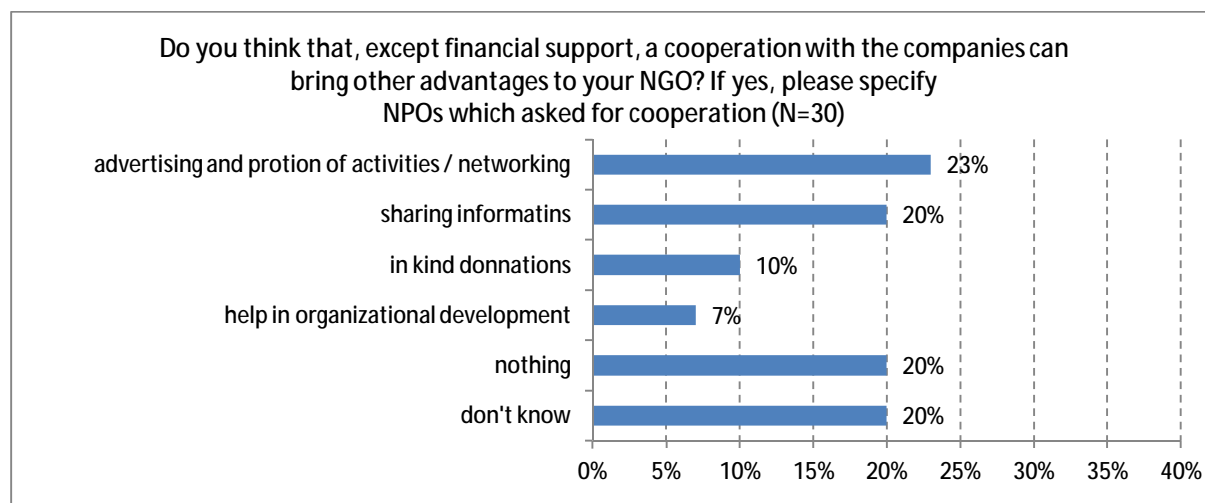 Do you think that, except financial support, a cooperation with the companies can
bring other advantages to your NGO? If yes, please specify
NPOs which asked for cooperation (N=30)
advertising and protion of activities / networking
23%
sharing informatins
20%
in kind donnations
10%
help in organizational development
7%
nothing
20%
don't know
20%
0% 5% 10% 15% 20% 25% 30% 35% 40%